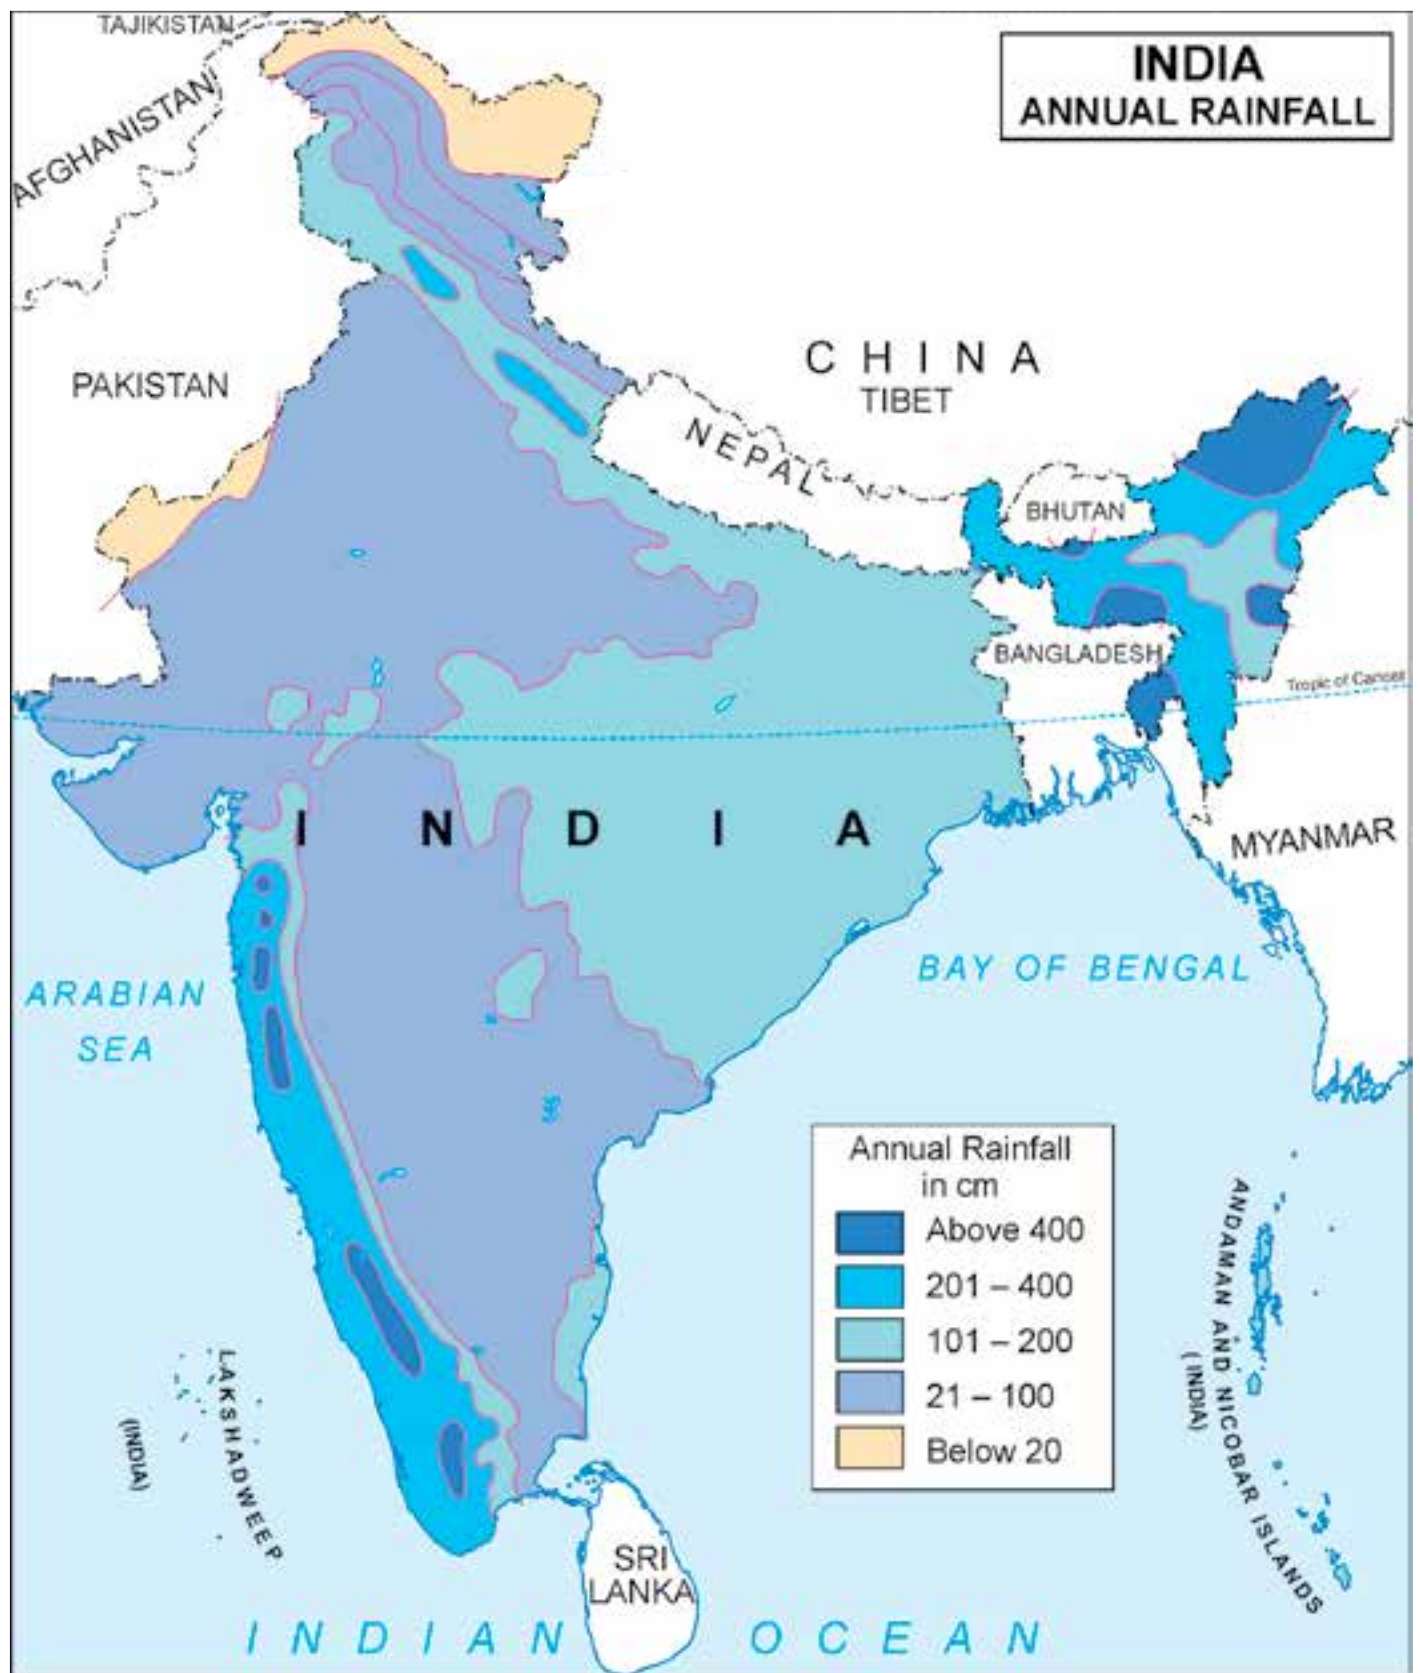 TAJIKISTAN
INDIA
ANNUAL RAINFALL
AFGHANISTAN
PAKISTAN
CHINA
TIBET
NEPAL
BHUTAN
BANGLADESH
Tropic of Cancer
INDIA
MYANMAR
ARABIAN
SEA
BAY OF BENGAL
Annual Rainfall
in cm
Above 400
201 – 400
101 – 200
21 – 100
Below 20
LAKSHADWEEP
(INDIA)
ANDAMAN AND NICOBAR ISLANDS
(INDIA)
SRI
LANKA
INDIAN OCEAN